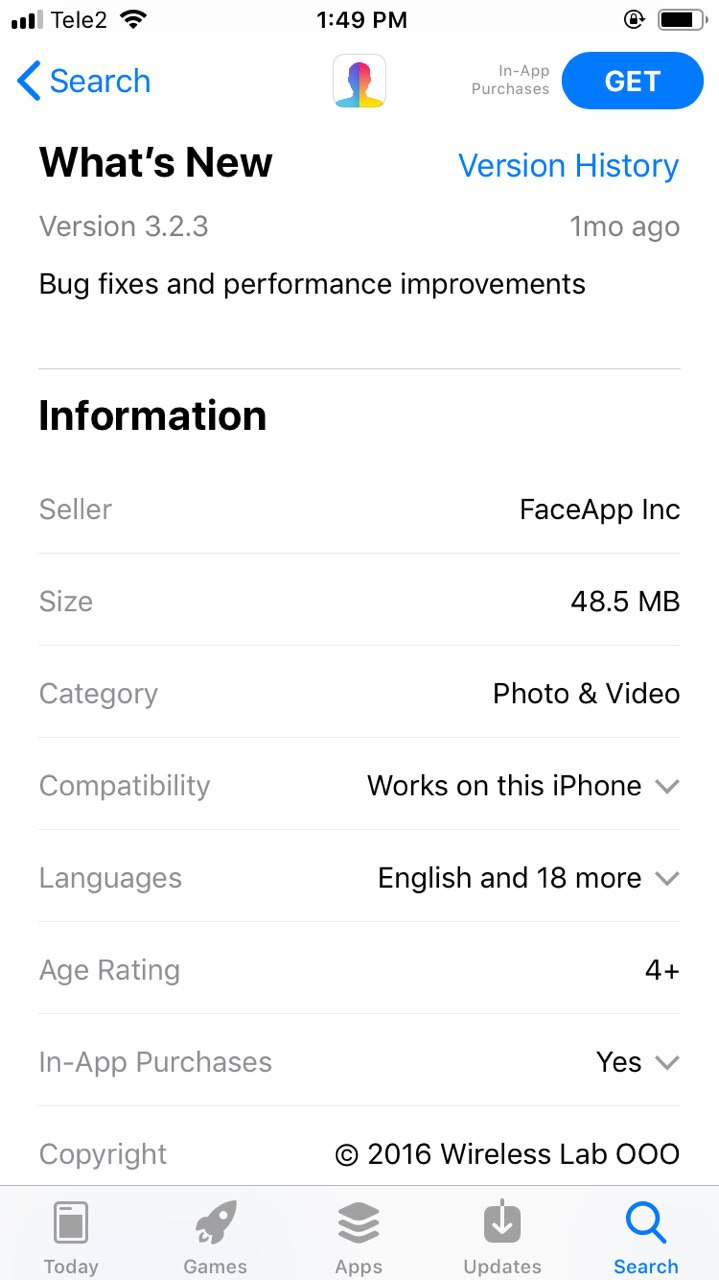 Tele2 1:49 PM
Search In-App Purchases GET
What's New Version History
Version 3.2.3 1mo ago
Bug fixes and performance improvements
Information
Seller FaceApp Inc
Size 48.5 MB
Category Photo & Video
Compatibility Works on this iPhone
Languages English and 18 more
Age Rating 4+
In-App Purchases Yes
Copyright © 2016 Wireless Lab OOO
Today Games Apps Updates Search